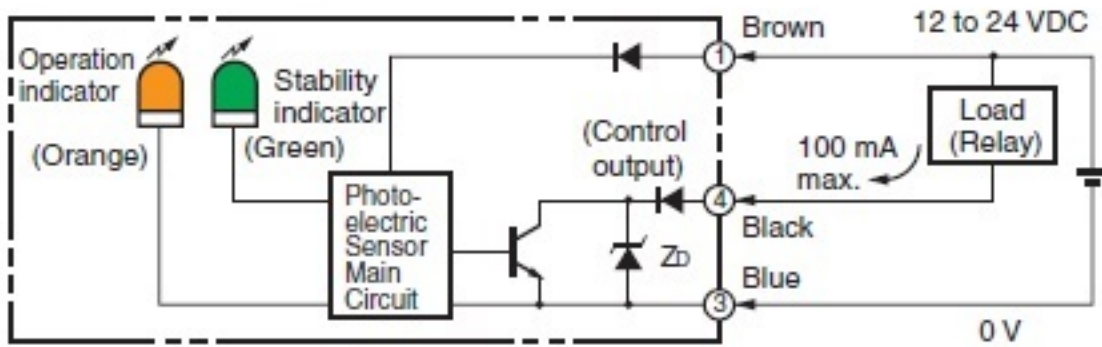 Operation
indicator
(Orange)
Stability
indicator
(Green)
Photo-
electric
Sensor
Main
Circuit
(Control
output)
ZD
1
Brown
4
Black
3
Blue
12 to 24 VDC
Load
(Relay)
100 mA
max.
0 V